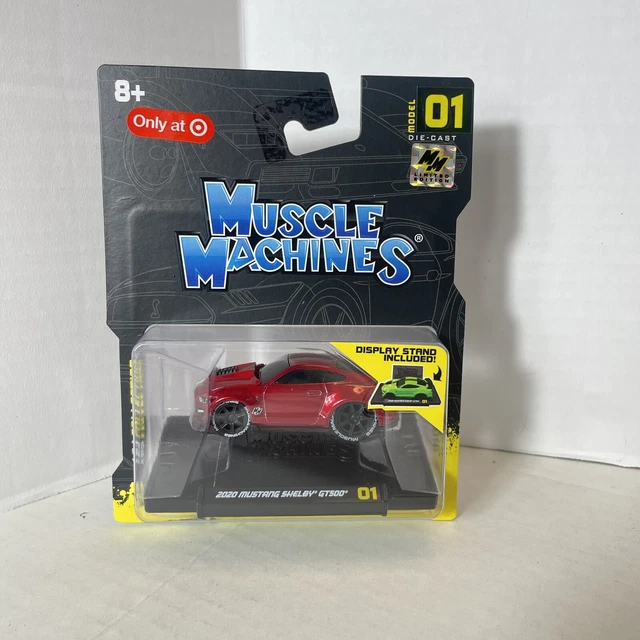 8+
Only at
MODEL 01
DIE-CAST
MM
LIMITED
EDITION
MUSCLE
MACHINES®
DISPLAY STAND
INCLUDED!
2020 MUSTANG SHELBY® GT500® 01